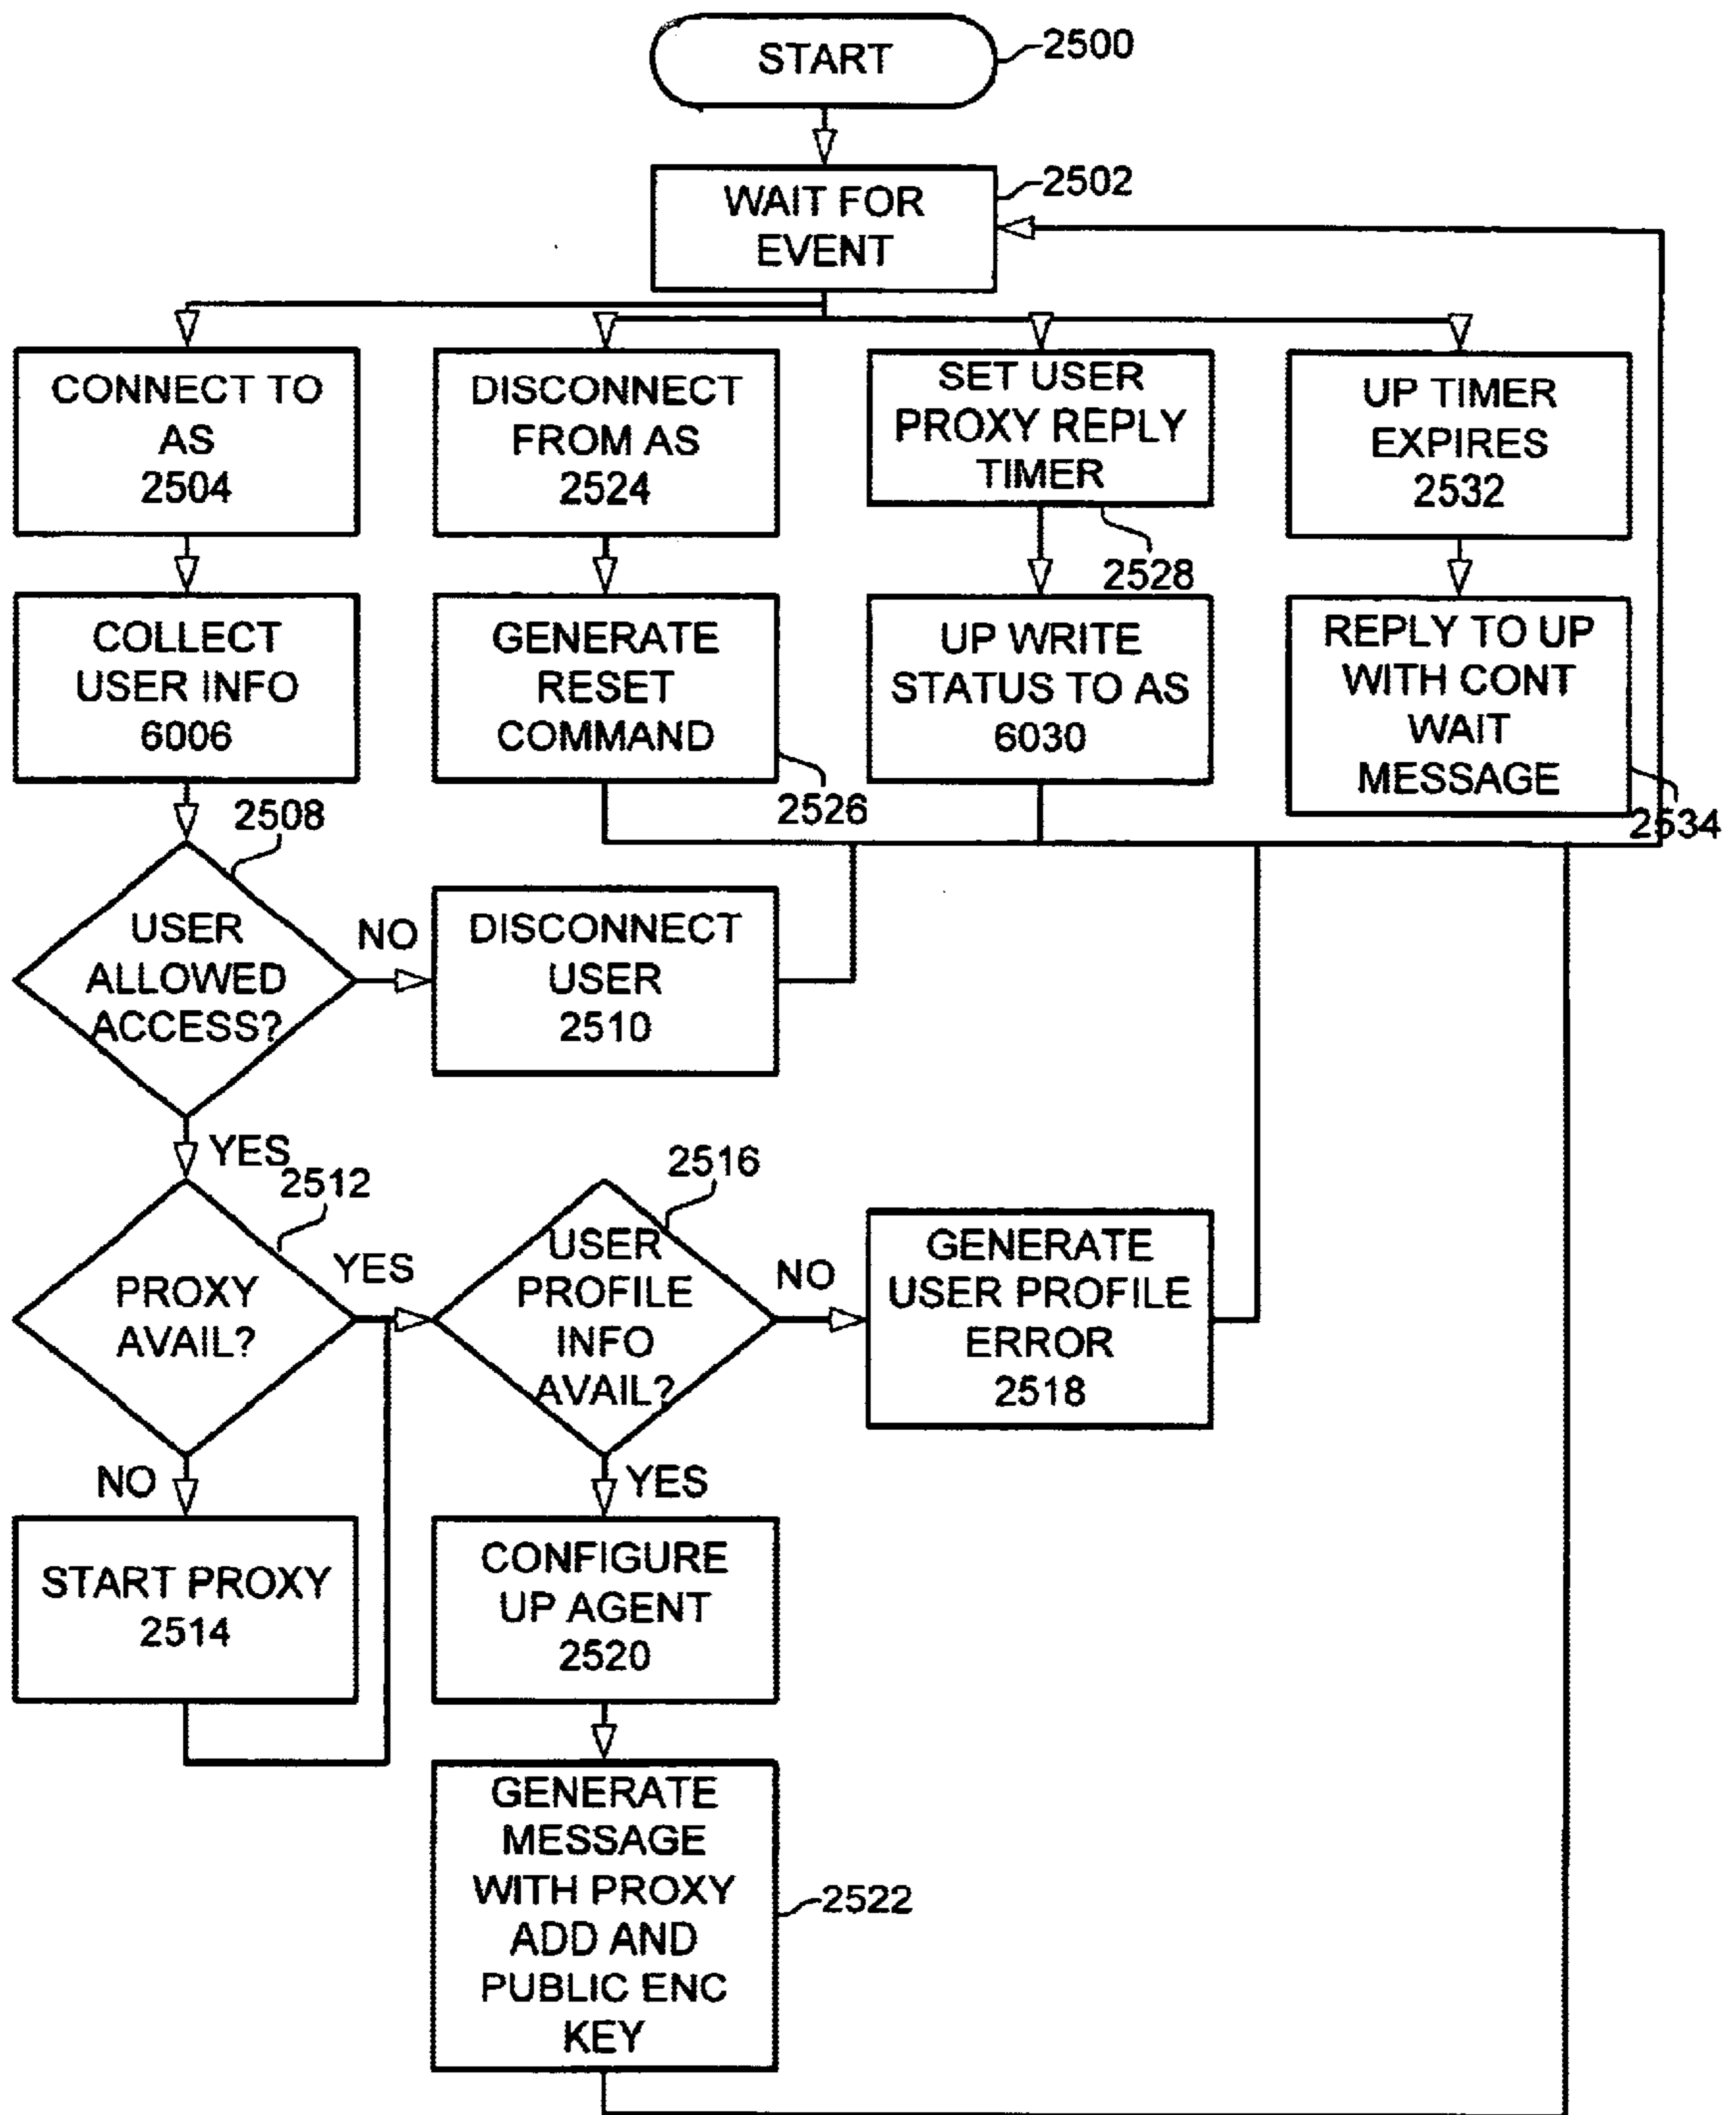 START
2500
WAIT FOR
EVENT
2502
CONNECT TO
AS
2504
DISCONNECT
FROM AS
2524
SET USER
PROXY REPLY
TIMER
2528
UP TIMER
EXPIRES
2532
COLLECT
USER INFO
6006
GENERATE
RESET
COMMAND
2526
UP WRITE
STATUS TO AS
6030
REPLY TO UP
WITH CONT
WAIT
MESSAGE
2534
2508
USER
ALLOWED
ACCESS?
NO
DISCONNECT
USER
2510
YES
2512
PROXY
AVAIL?
YES
2516
USER
PROFILE
INFO
AVAIL?
NO
GENERATE
USER PROFILE
ERROR
2518
NO
START PROXY
2514
YES
CONFIGURE
UP AGENT
2520
GENERATE
MESSAGE
WITH PROXY
ADD AND
PUBLIC ENC
KEY
2522